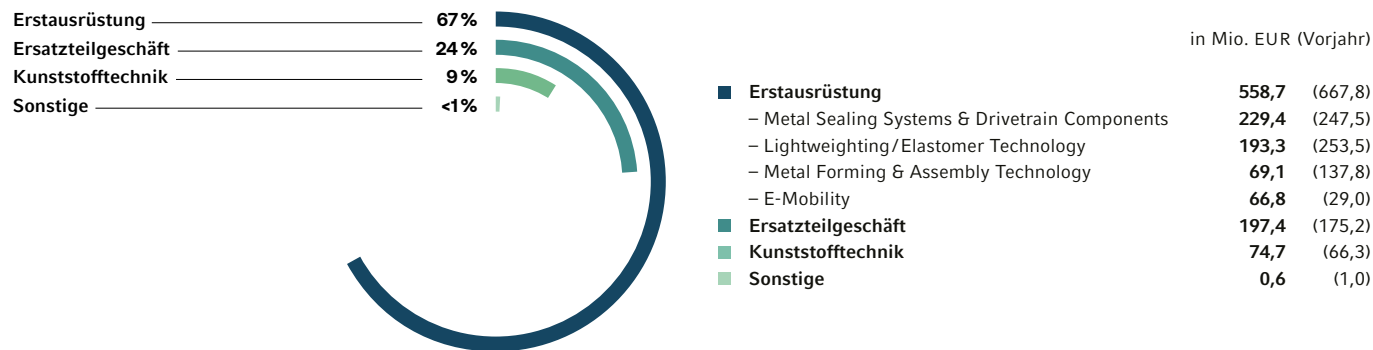 Erstausrüstung 67 %
Ersatzteilgeschäft 24 %
Kunststofftechnik 9 %
Sonstige <1 %
in Mio. EUR (Vorjahr)
Erstausrüstung 558,7 (667,8)
– Metal Sealing Systems & Drivetrain Components 229,4 (247,5)
– Lightweighting/Elastomer Technology 193,3 (253,5)
– Metal Forming & Assembly Technology 69,1 (137,8)
– E-Mobility 66,8 (29,0)
Ersatzteilgeschäft 197,4 (175,2)
Kunststofftechnik 74,7 (66,3)
Sonstige 0,6 (1,0)